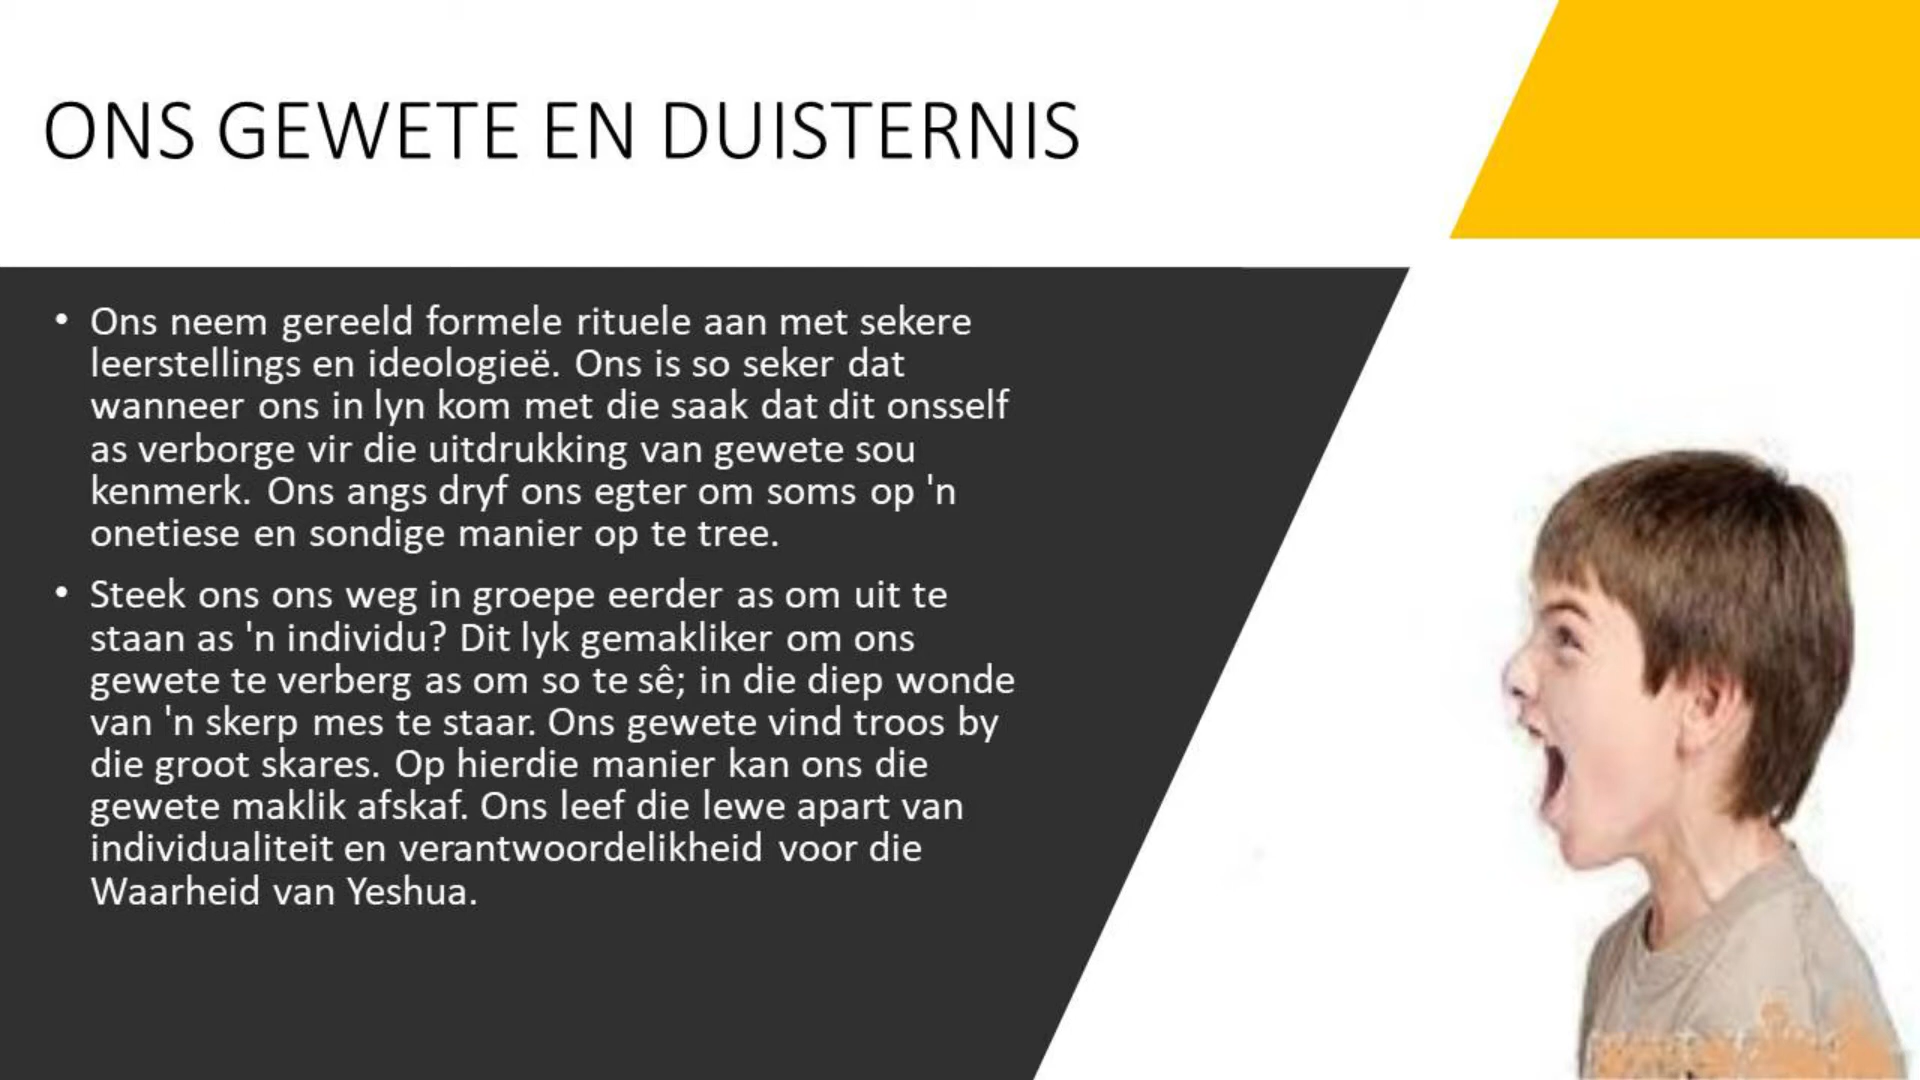 ONS GEWETE EN DUISTERNIS
• Ons neem gereeld formele rituele aan met sekere
leerstellings en ideologieë. Ons is so seker dat
wanneer ons in lyn kom met die saak dat dit onsself
as verborge vir die uitdrukking van gewete sou
kenmerk. Ons angs dryf ons egter om soms op 'n
onetiese en sondige manier op te tree.
• Steek ons ons weg in groepe eerder as om uit te
staan as 'n individu? Dit lyk gemakliker om ons
gewete te verberg as om so te sê; in die diep wonde
van 'n skerp mes te staar. Ons gewete vind troos by
die groot skares. Op hierdie manier kan ons die
gewete maklik afskaf. Ons leef die lewe apart van
individualiteit en verantwoordelikheid voor die
Waarheid van Yeshua.